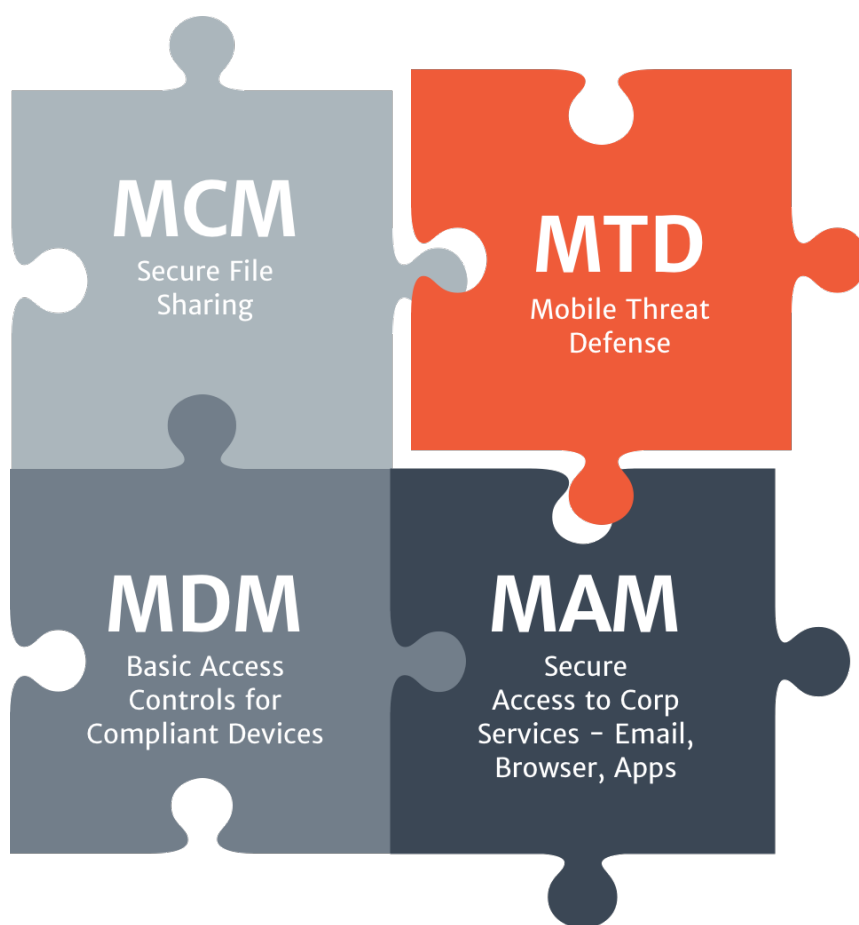 MCM
Secure File
Sharing
MTD
Mobile Threat
Defense
MDM
Basic Access
Controls for
Compliant Devices
MAM
Secure
Access to Corp
Services - Email,
Browser, Apps